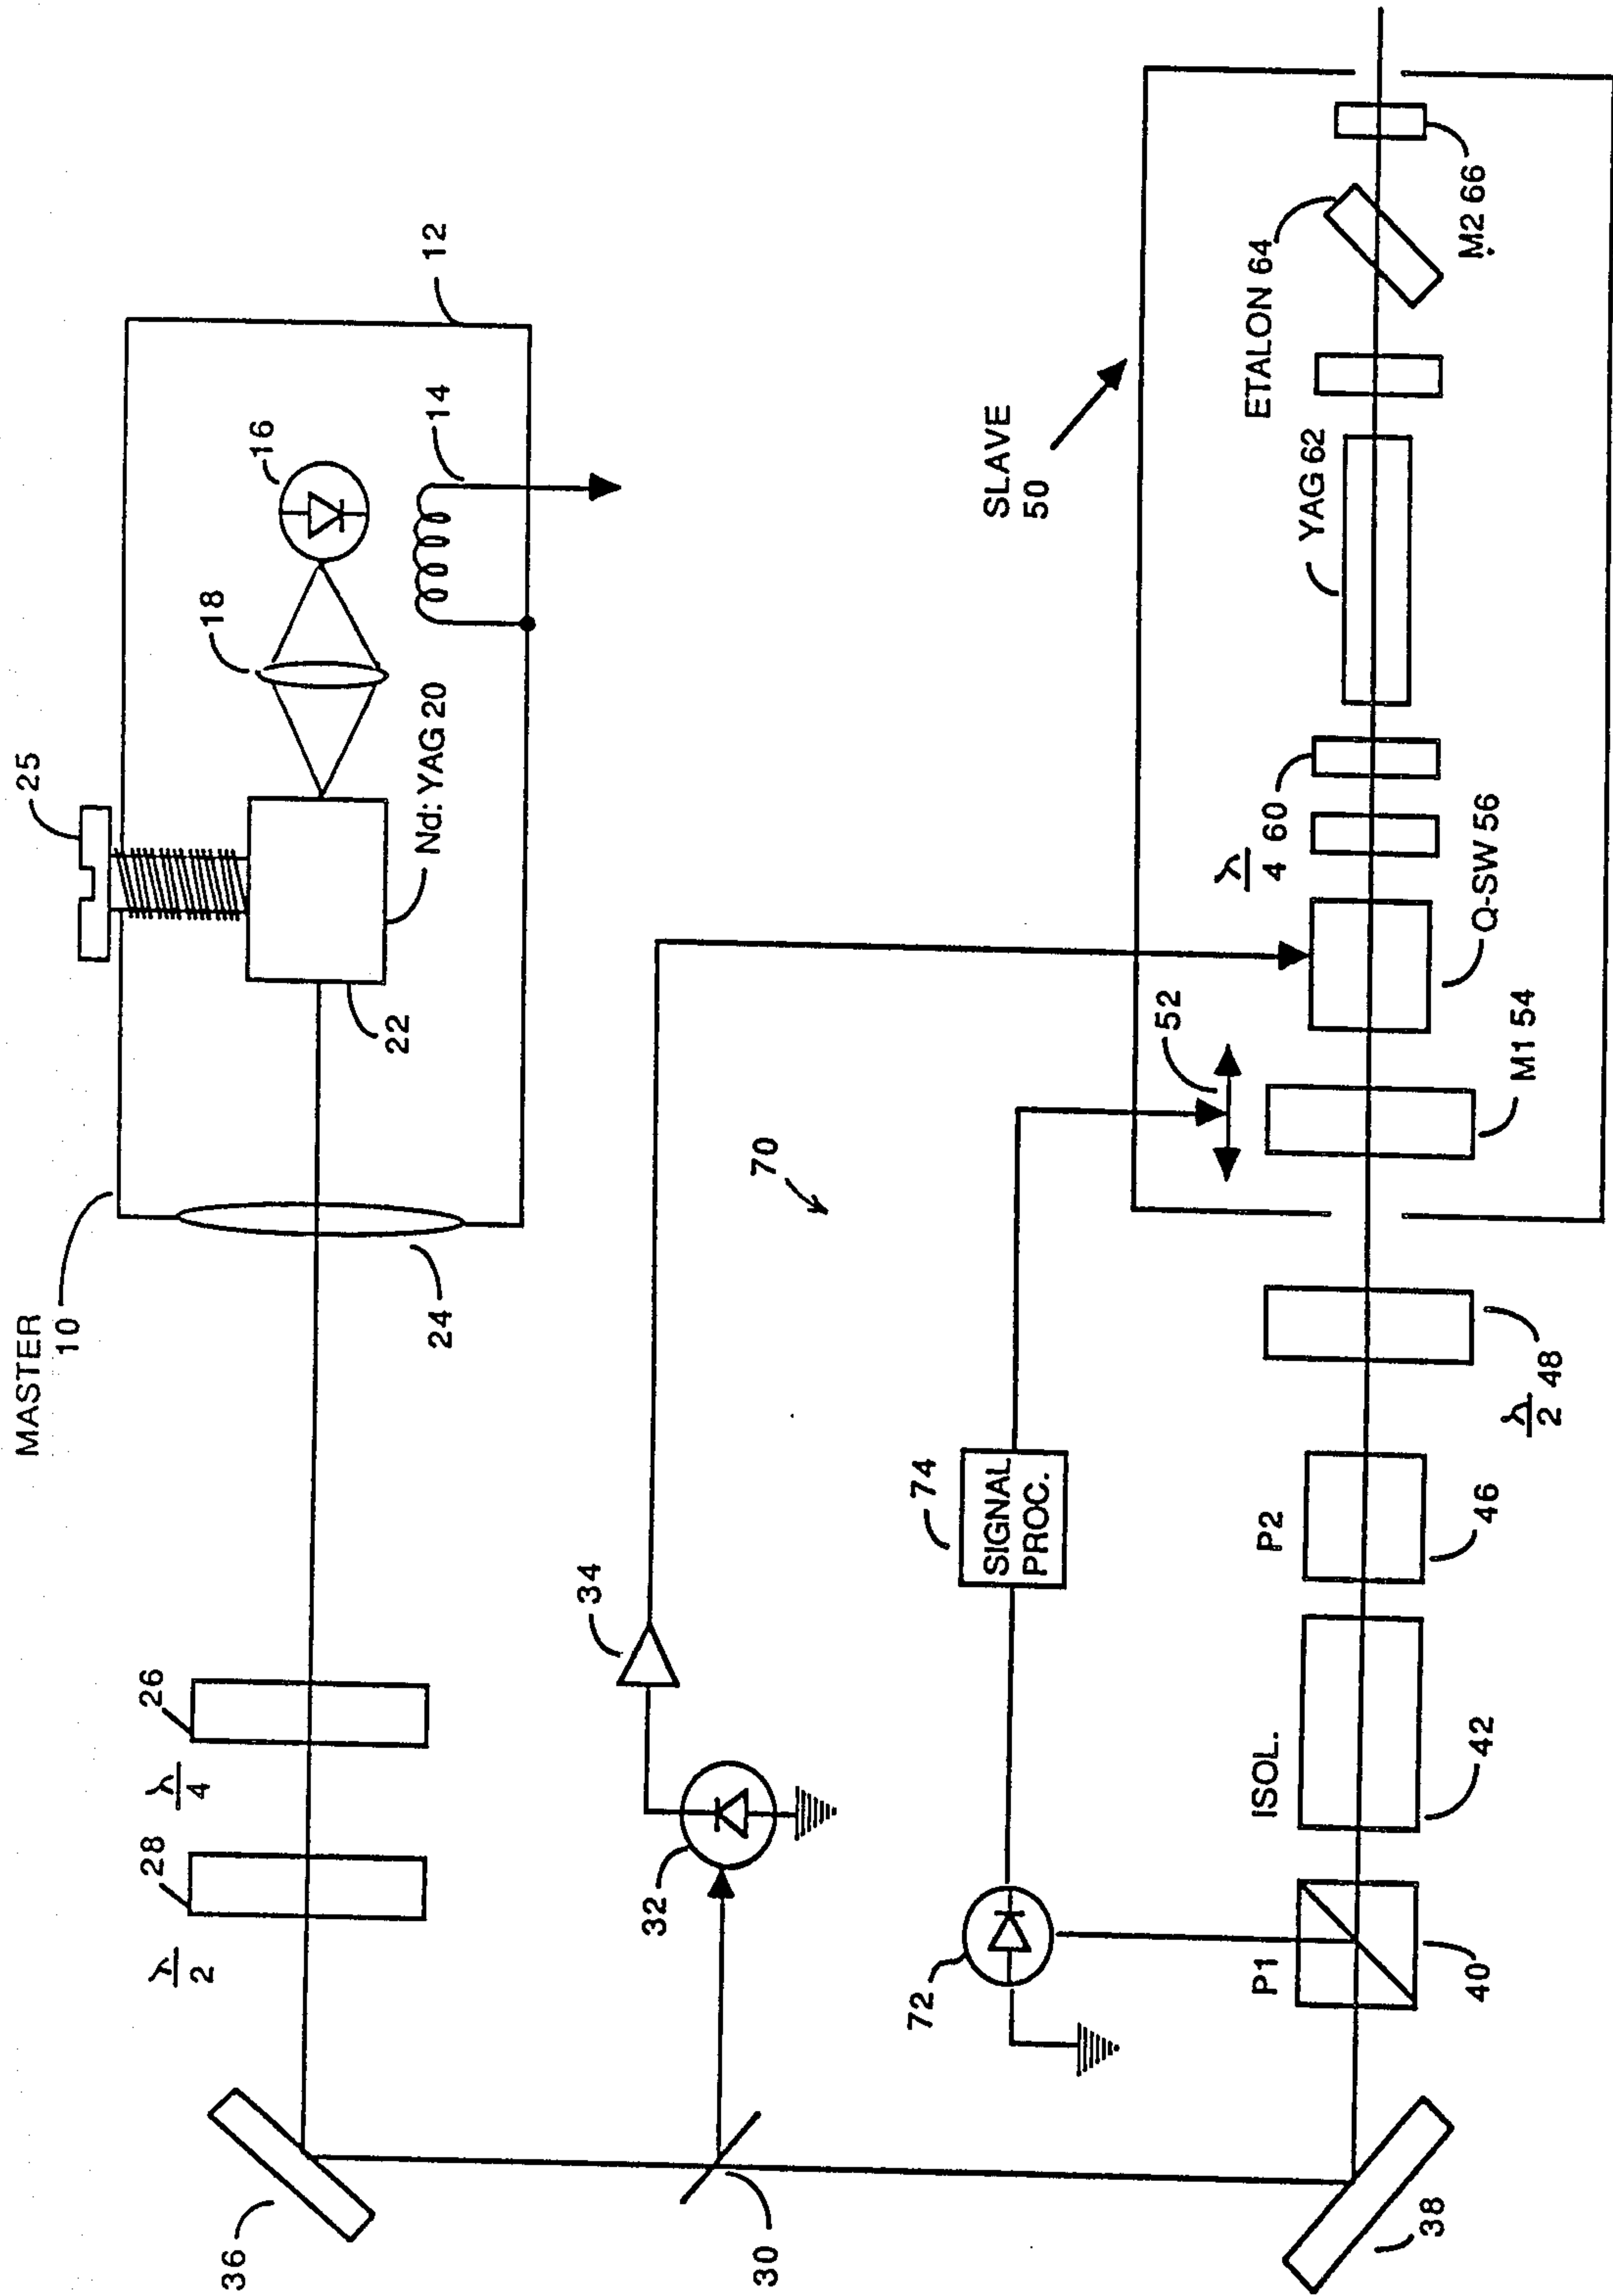 MASTER
10
25
18
16
12
14
Nd: YAG 20
22
24
26
λ
4
28
λ
2
36
30
32
34
70
74
SIGNAL
PROC.
72
52
SLAVE
50
38
P1
40
ISOL.
42
P2
46
λ
2
48
M1 54
Q-SW 56
λ
4
60
YAG 62
ETALON 64
M2 66